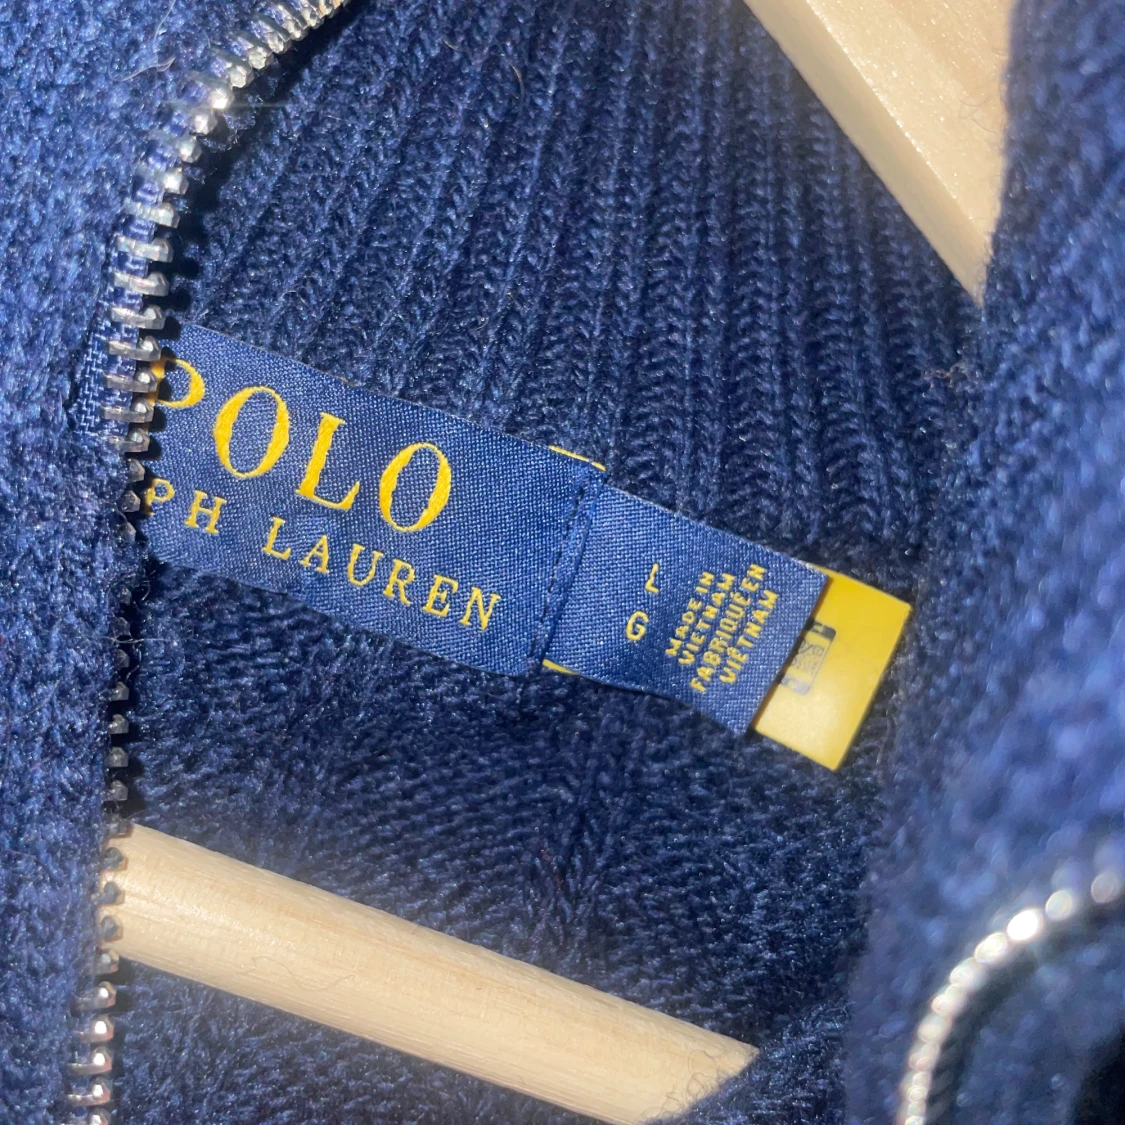 POLO
PH LAUREN
L
G
MADE IN
VIETNAM
FABRIQUÉ EN
VIETNAM